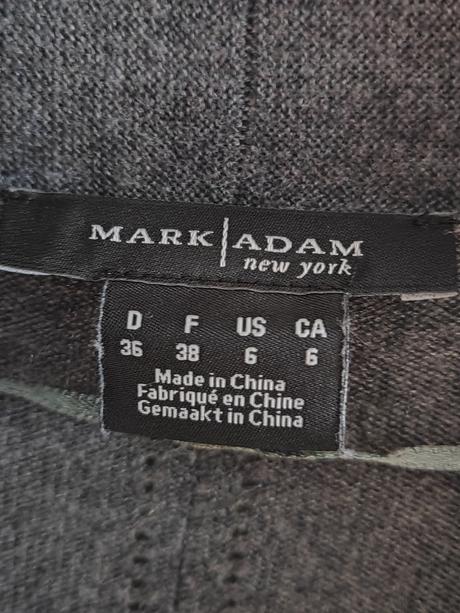 MARK ADAM
new york
D F US CA
36 38 6 6
Made in China
Fabriqué en Chine
Gemaakt in China